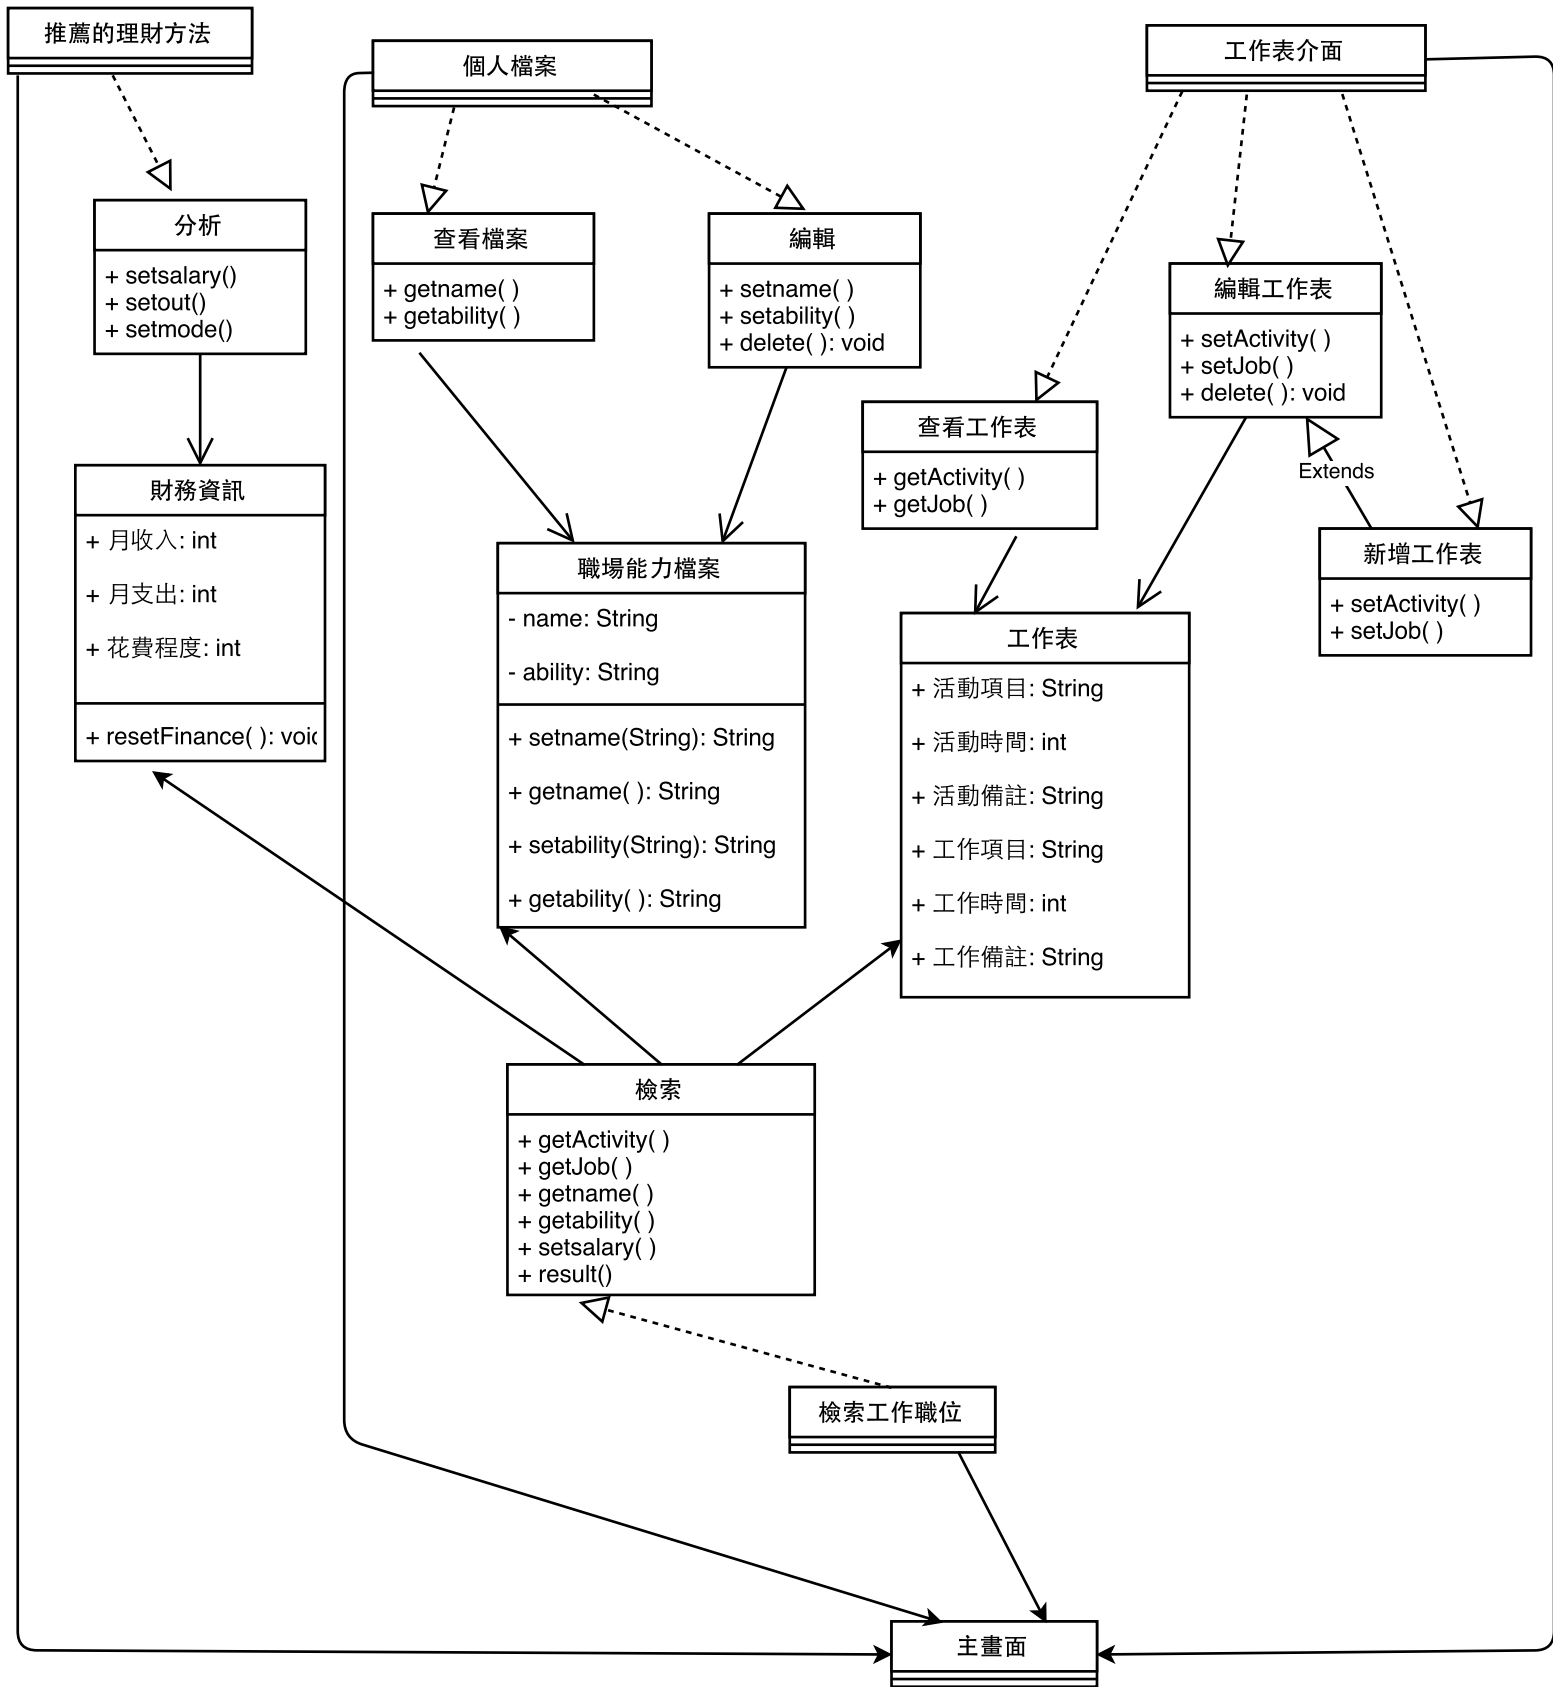 推薦的理財方法
個人檔案
工作表介面
分析
+ setsalary()
+ setout()
+ setmode()
查看檔案
+ getname( )
+ getability( )
編輯
+ setname( )
+ setability( )
+ delete( ): void
編輯工作表
+ setActivity( )
+ setJob( )
+ delete( ): void
查看工作表
+ getActivity( )
+ getJob( )
Extends
新增工作表
+ setActivity( )
+ setJob( )
財務資訊
+ 月收入: int
+ 月支出: int
+ 花費程度: int
+ resetFinance( ): voic
職場能力檔案
- name: String
- ability: String
+ setname(String): String
+ getname( ): String
+ setability(String): String
+ getability( ): String
工作表
+ 活動項目: String
+ 活動時間: int
+ 活動備註: String
+ 工作項目: String
+ 工作時間: int
+ 工作備註: String
檢索
+ getActivity( )
+ getJob( )
+ getname( )
+ getability( )
+ setsalary( )
+ result()
檢索工作職位
主畫面